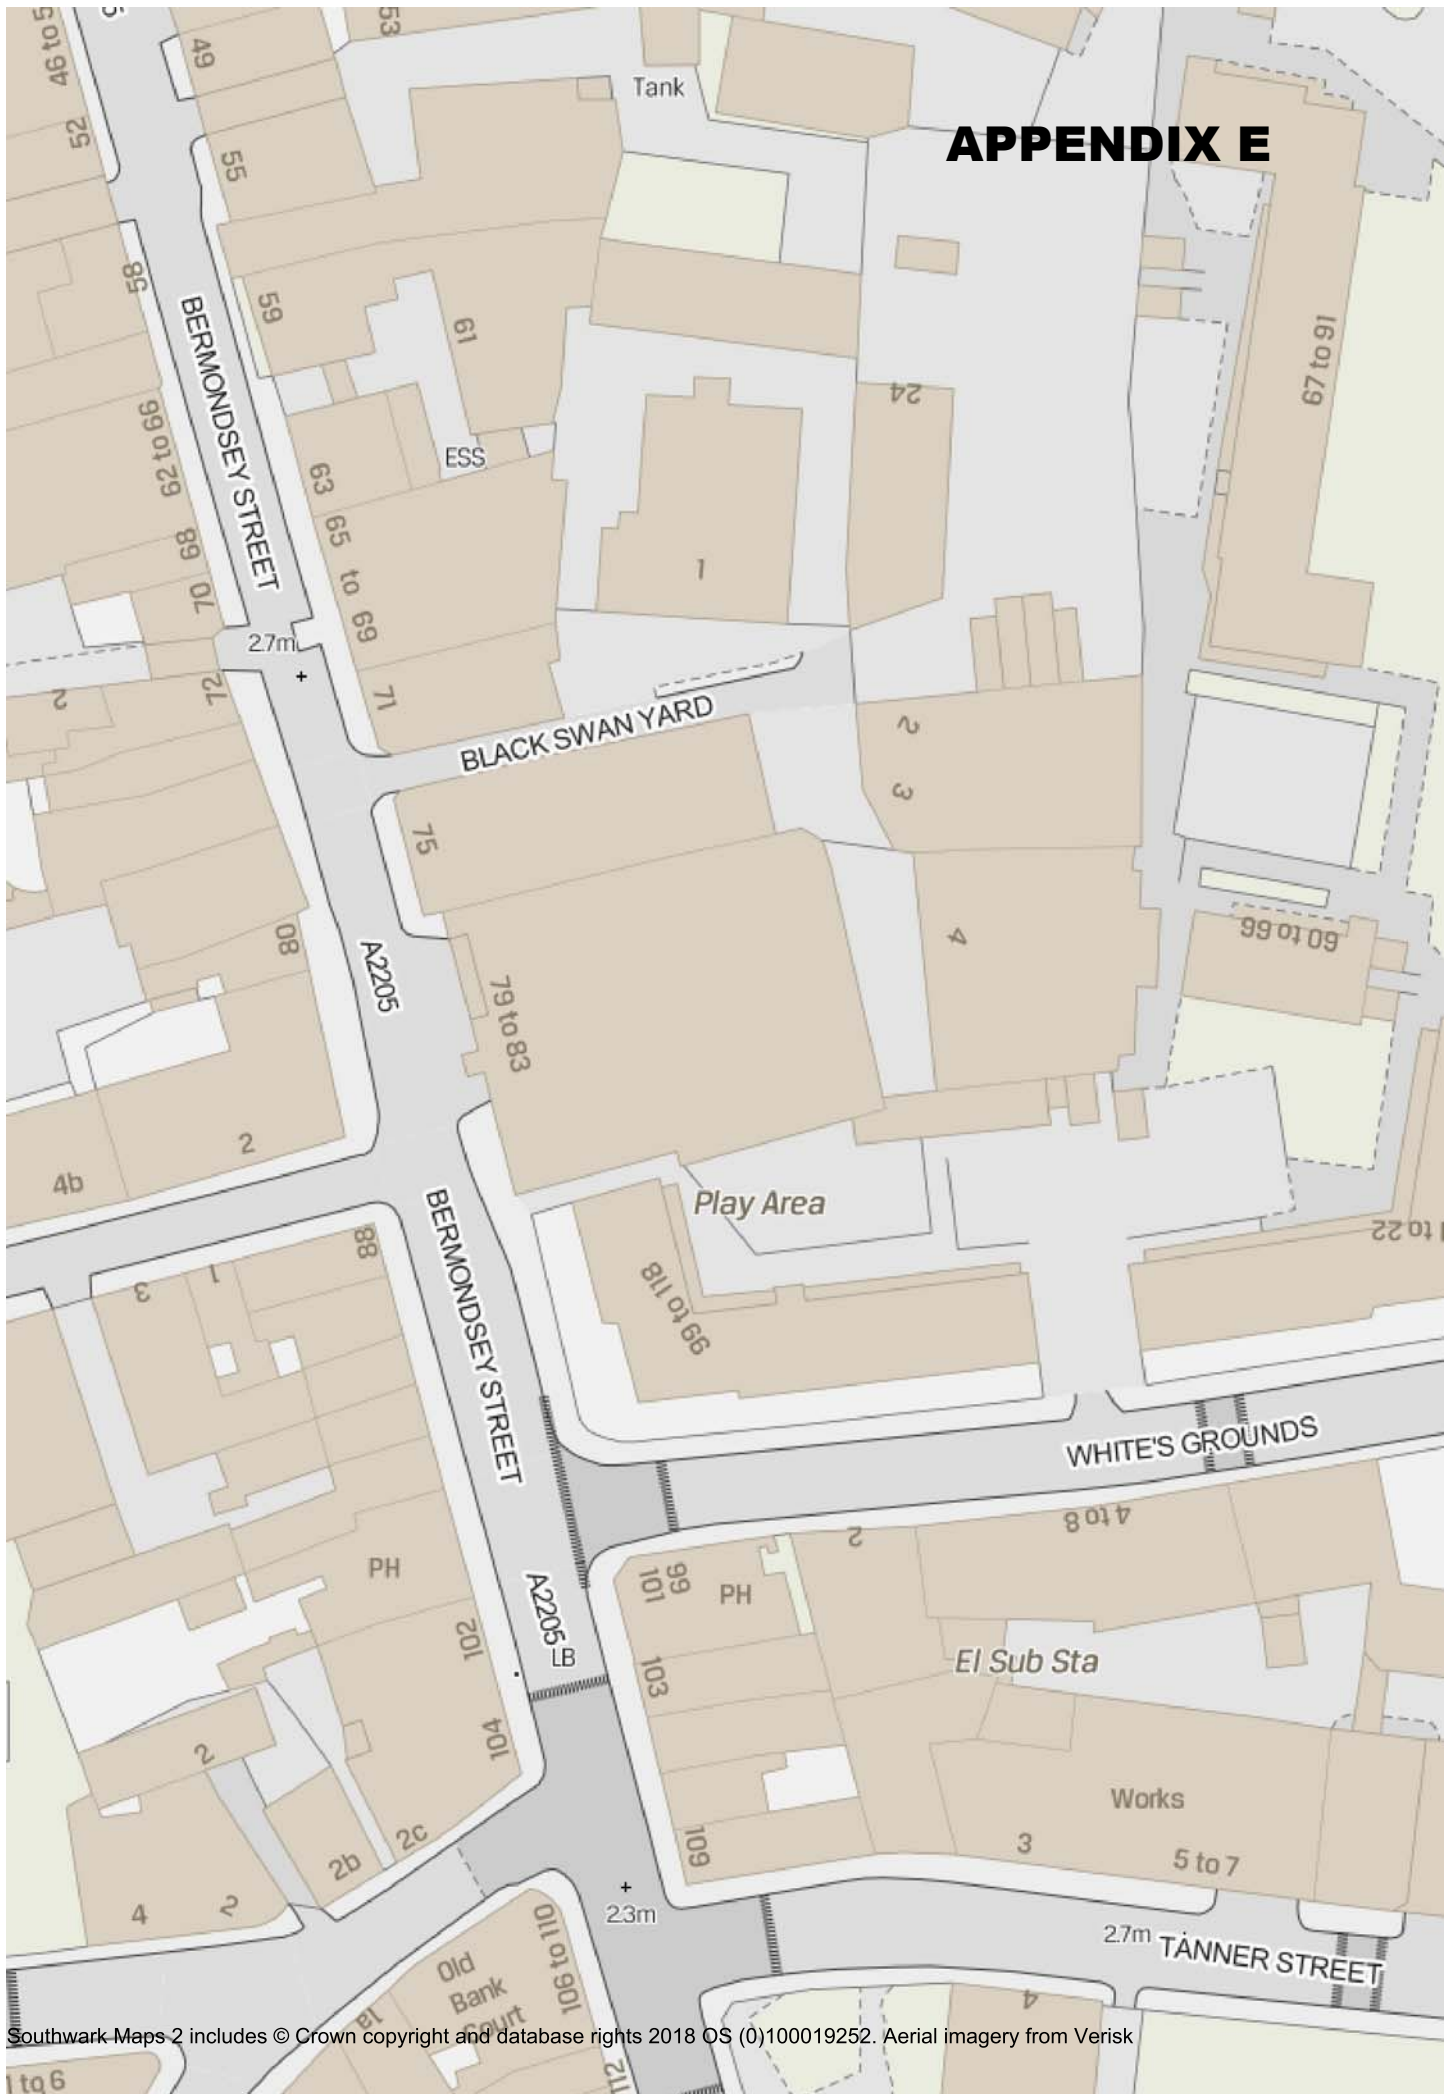 46 to 5
49
53
Tank
APPENDIX E
52
55
58
59
61
67 to 91
BERMONDSEY STREET
24
62 to 66
ESS
63
68
65 to 69
1
70
2.7m
2
72
71
BLACK SWAN YARD
2
3
75
80
A2205
4
60 to 66
79 to 83
2
4b
BERMONDSEY STREET
Play Area
88
1 to 22
1
3
99 to 118
WHITE'S GROUNDS
PH
A2205
101
99
PH
2
4 to 8
102
LB
103
El Sub Sta
104
2
Works
2c
2b
109
3
5 to 7
4
2
2.3m
2.7m
TANNER STREET
106 to 110
Old
Bank
Court
1a
4
Southwark Maps 2 includes © Crown copyright and database rights 2018 OS (0)100019252. Aerial imagery from Verisk
1 to 6
112